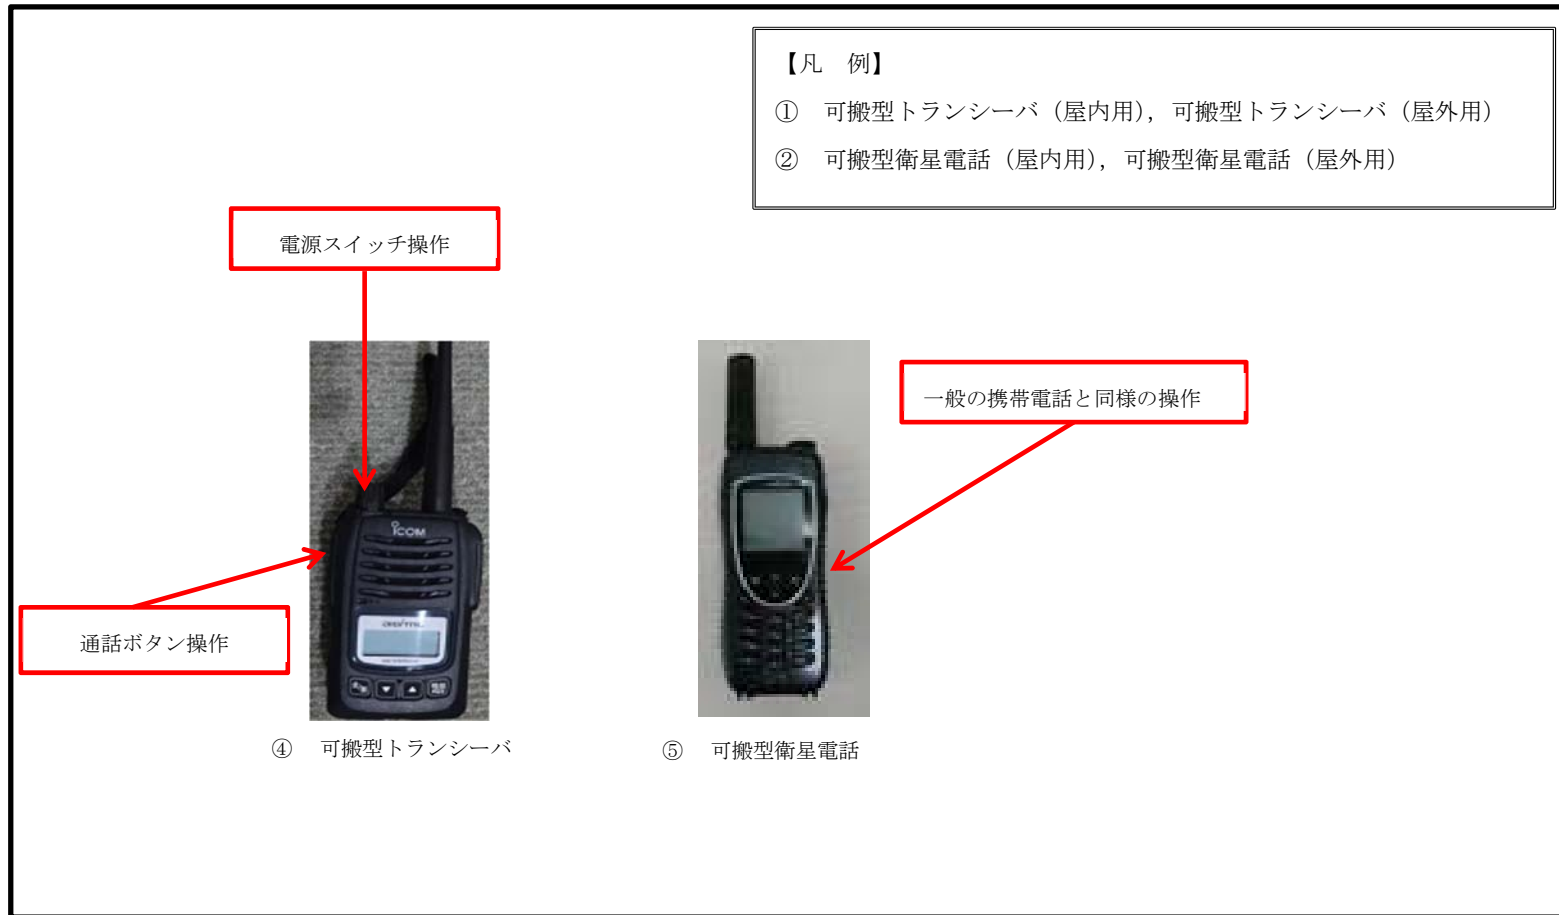 【凡　例】
①　可搬型トランシーバ（屋内用），可搬型トランシーバ（屋外用）
②　可搬型衛星電話（屋内用），可搬型衛星電話（屋外用）
電源スイッチ操作
一般の携帯電話と同様の操作
iCOM
通話ボタン操作
④　可搬型トランシーバ
⑤　可搬型衛星電話